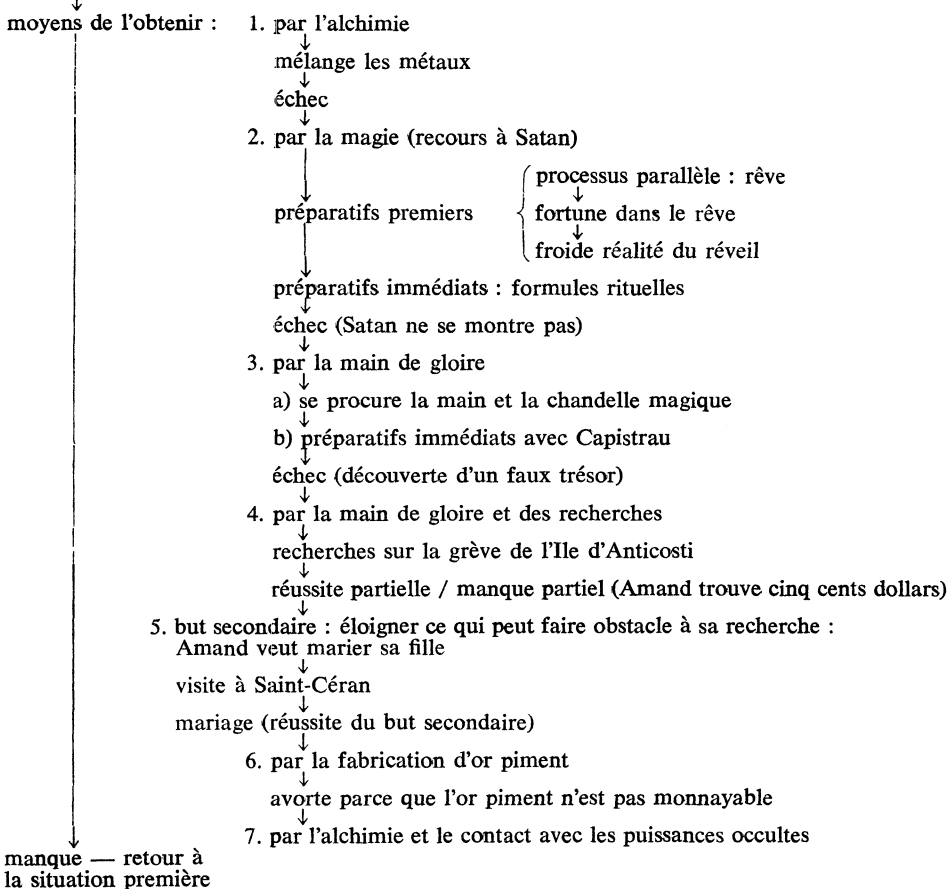 moyens de l'obtenir : 1. par l'alchimie
mélange les métaux
échec
2. par la magie (recours à Satan)
processus parallèle : rêve
préparatifs premiers fortune dans le rêve
froide réalité du réveil
préparatifs immédiats : formules rituelles
échec (Satan ne se montre pas)
3. par la main de gloire
a) se procure la main et la chandelle magique
b) préparatifs immédiats avec Capistrau
échec (découverte d'un faux trésor)
4. par la main de gloire et des recherches
recherches sur la grève de l'Ile d'Anticosti
réussite partielle / manque partiel (Amand trouve cinq cents dollars)
5. but secondaire : éloigner ce qui peut faire obstacle à sa recherche :
Amand veut marier sa fille
visite à Saint-Céran
mariage (réussite du but secondaire)
6. par la fabrication d'or piment
avorte parce que l'or piment n'est pas monnayable
7. par l'alchimie et le contact avec les puissances occultes
manque — retour à
la situation première